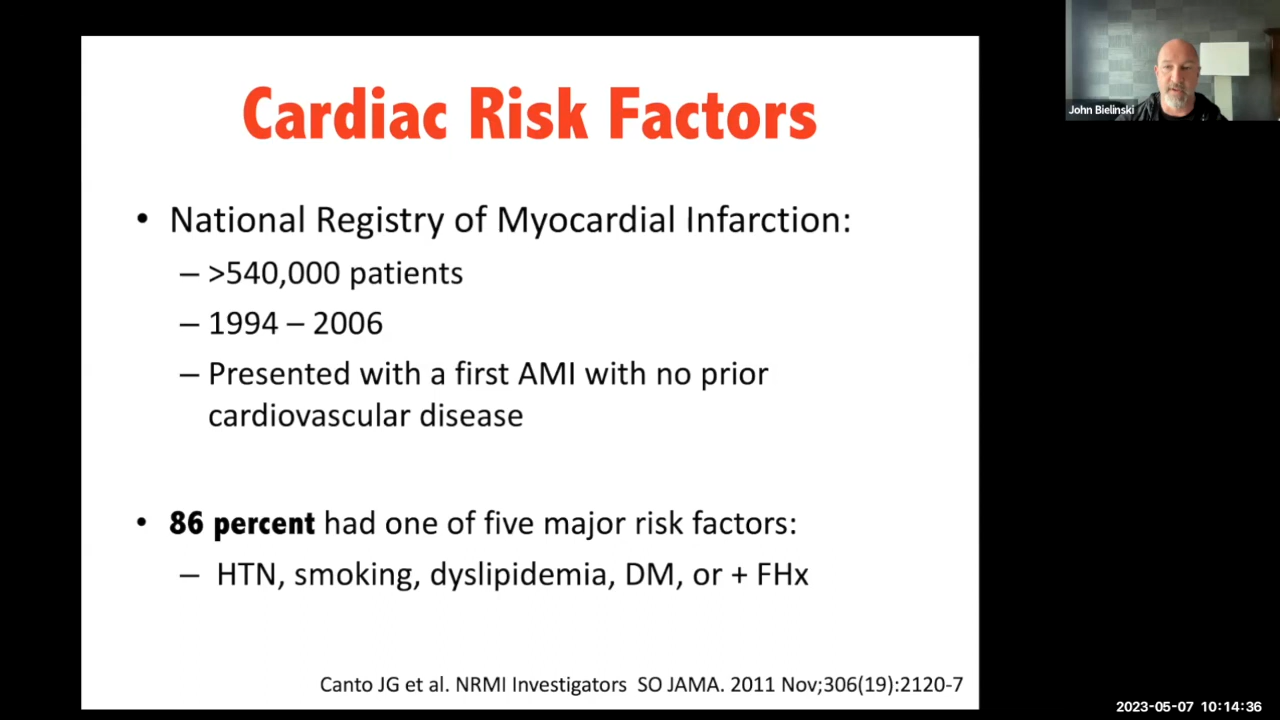 Cardiac Risk Factors
• National Registry of Myocardial Infarction:
– >540,000 patients
– 1994 – 2006
– Presented with a first AMI with no prior
cardiovascular disease
• 86 percent had one of five major risk factors:
– HTN, smoking, dyslipidemia, DM, or + FHx
Canto JG et al. NRMI Investigators SO JAMA. 2011 Nov;306(19):2120-7
John Bielinski
2023-05-07 10:14:36